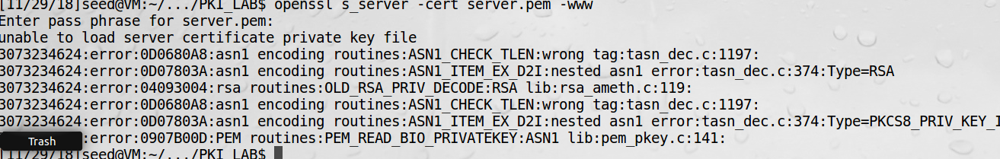 [11/29/18]seed@VM:~/.../PKI_LAB$ openssl s_server -cert server.pem -www
Enter pass phrase for server.pem:
unable to load server certificate private key file
3073234624:error:0D0680A8:asn1 encoding routines:ASN1_CHECK_TLEN:wrong tag:tasn_dec.c:1197:
3073234624:error:0D07803A:asn1 encoding routines:ASN1_ITEM_EX_D2I:nested asn1 error:tasn_dec.c:374:Type=RSA
3073234624:error:04093004:rsa routines:OLD_RSA_PRIV_DECODE:RSA lib:rsa_ameth.c:119:
3073234624:error:0D0680A8:asn1 encoding routines:ASN1_CHECK_TLEN:wrong tag:tasn_dec.c:1197:
3073234624:error:0D07803A:asn1 encoding routines:ASN1_ITEM_EX_D2I:nested asn1 error:tasn_dec.c:374:Type=PKCS8_PRIV_KEY_I
Trash :error:0907B00D:PEM routines:PEM_READ_BIO_PRIVATEKEY:ASN1 lib:pem_pkey.c:141:
[11/29/18]seed@VM:~/.../PKI_LAB$